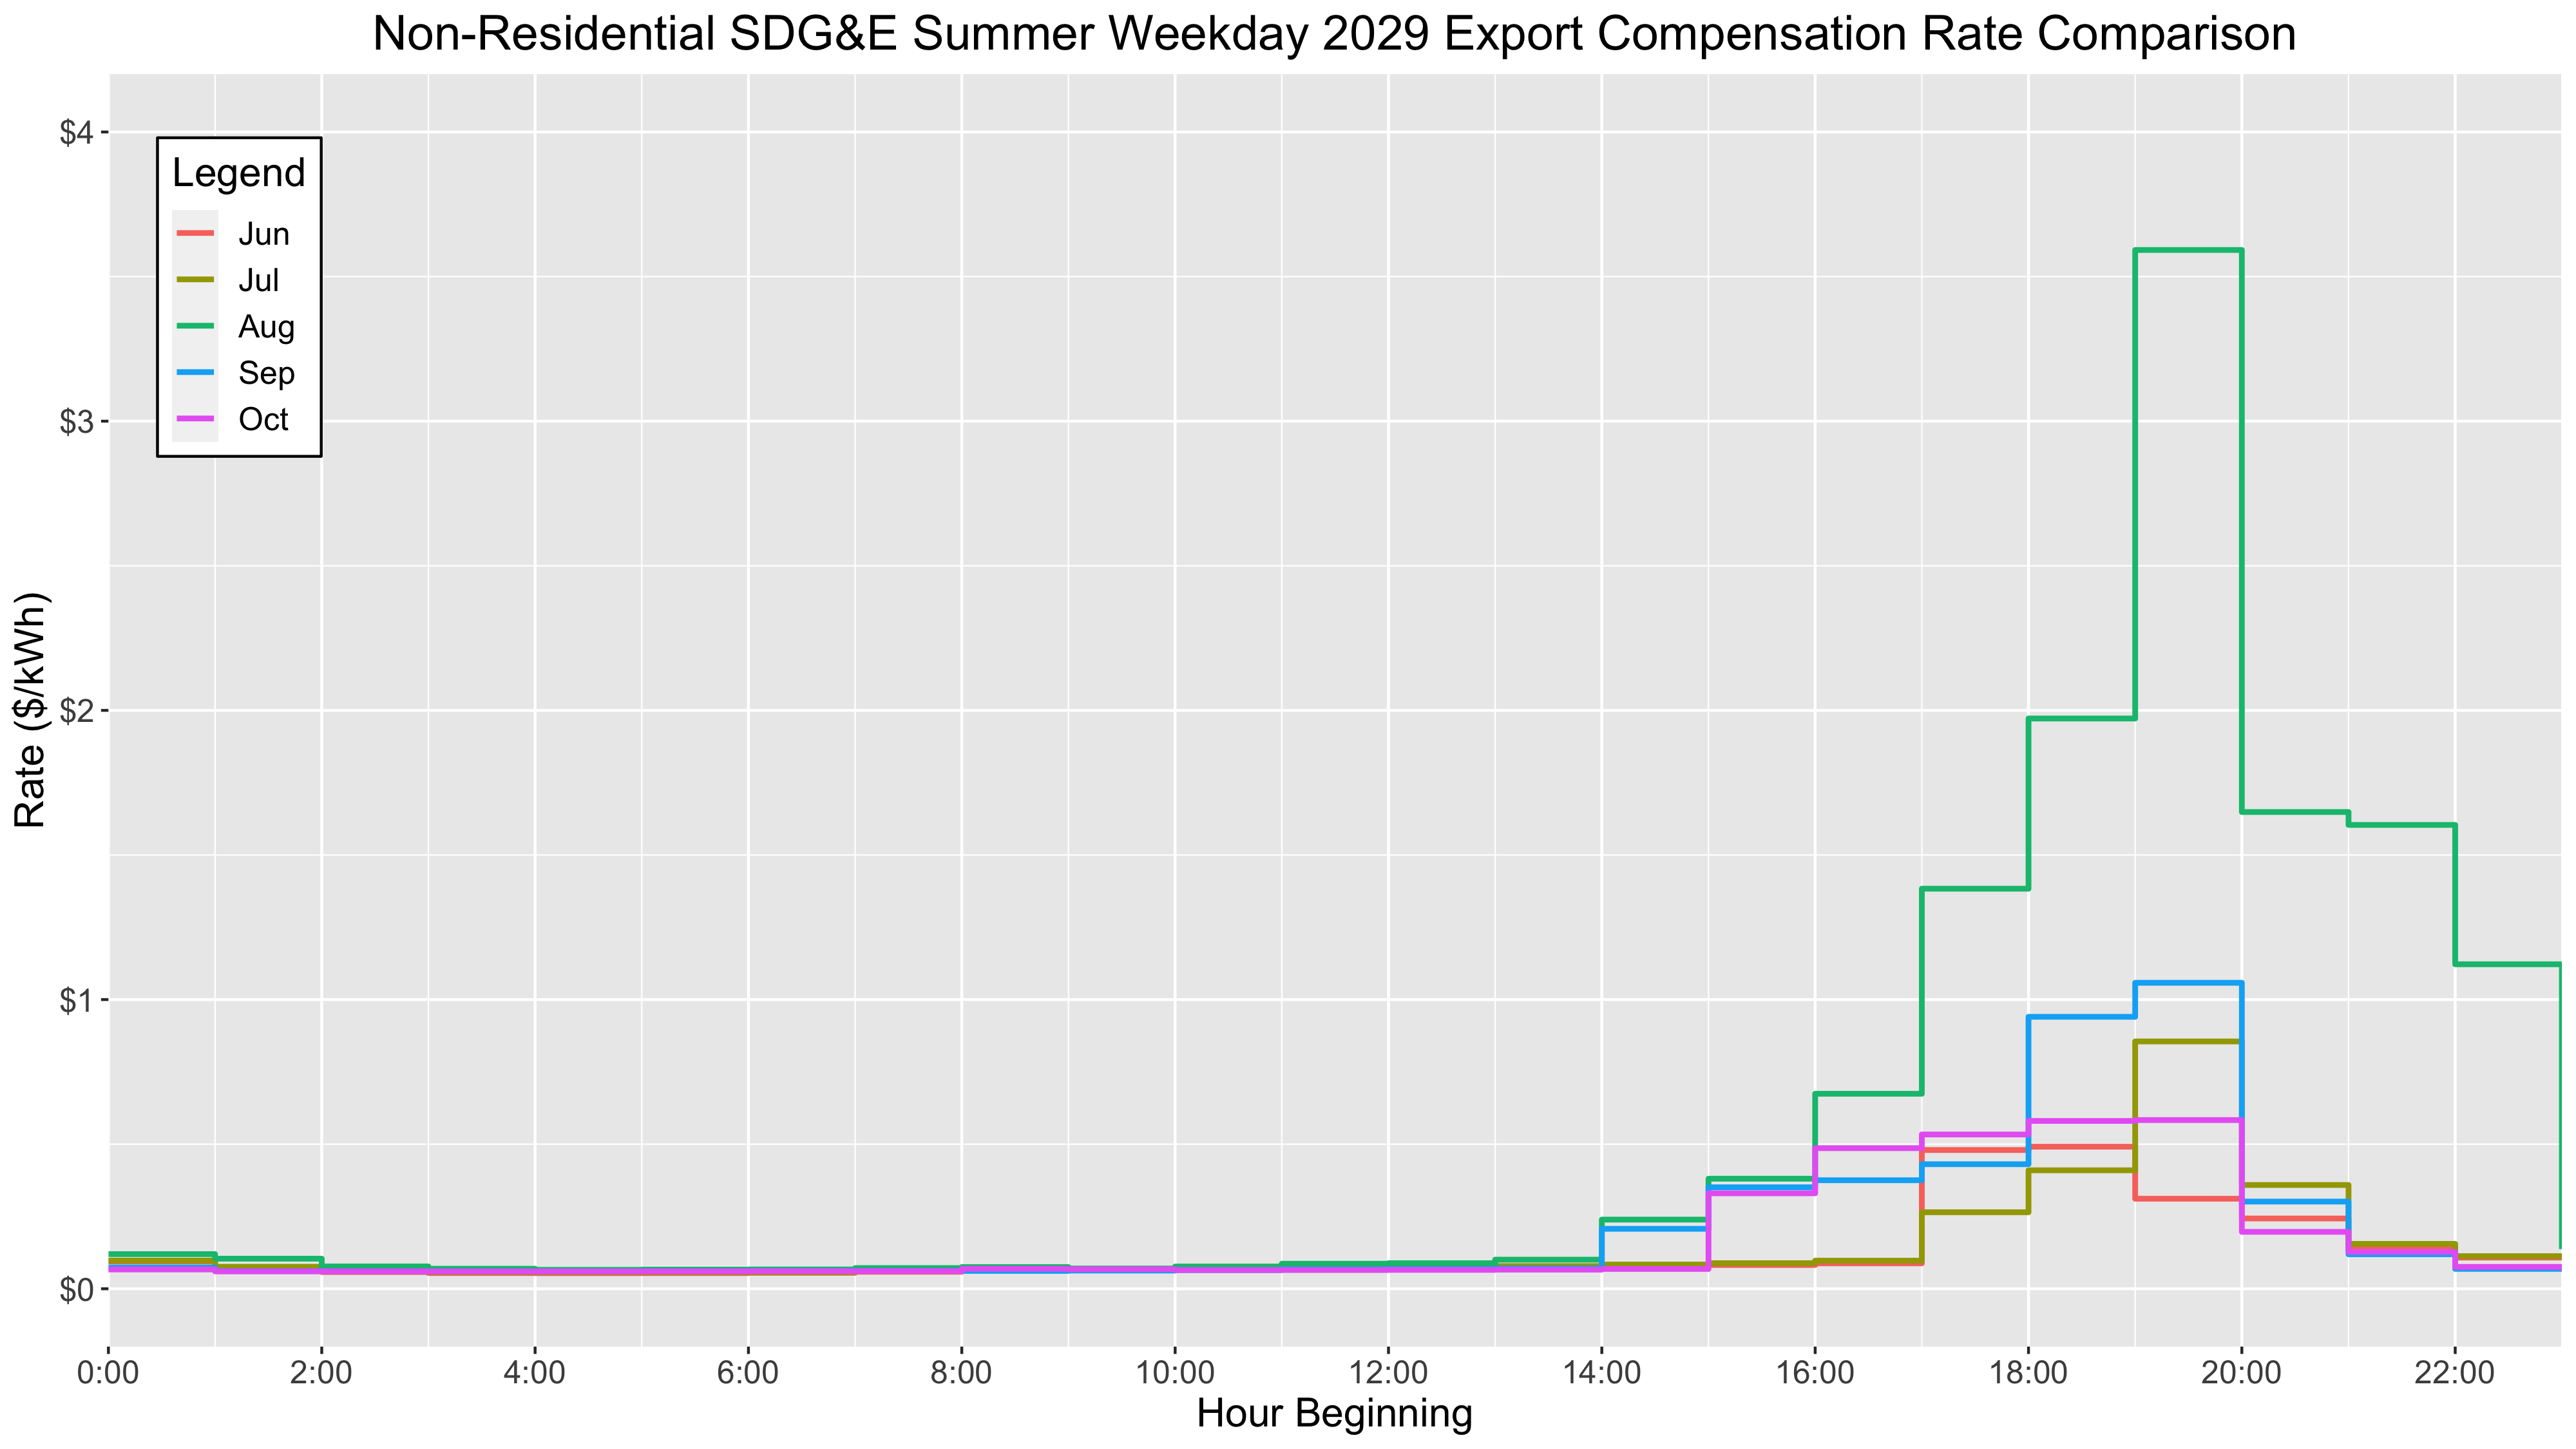 Non-Residential SDG&E Summer Weekday 2029 Export Compensation Rate Comparison
$4
Legend
Jun
Jul
Aug
Sep
Oct
$3
Rate ($/kWh)
$2
$1
$0
0:00 2:00 4:00 6:00 8:00 10:00 12:00 14:00 16:00 18:00 20:00 22:00
Hour Beginning